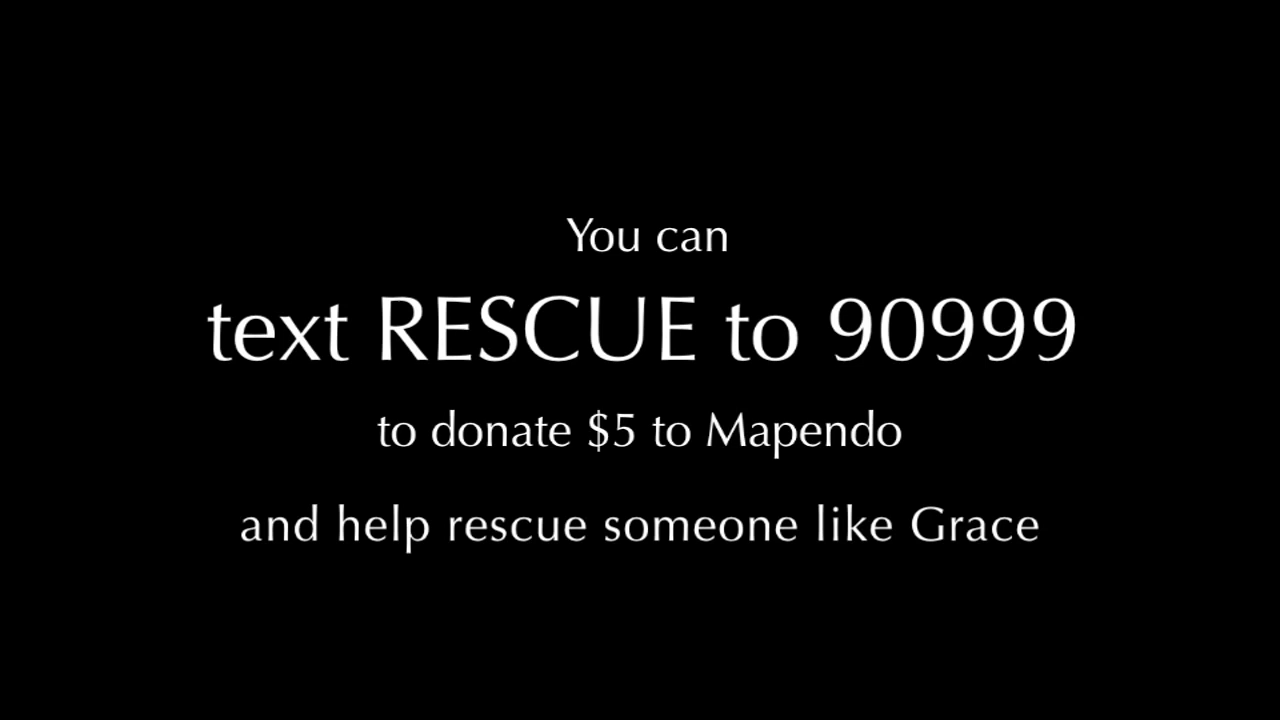 You can
text RESCUE to 90999
to donate $5 to Mapendo
and help rescue someone like Grace